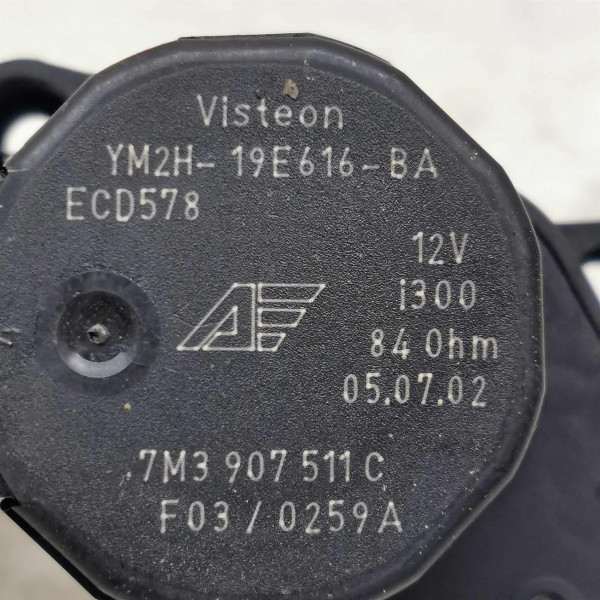 Visteon
YM2H-19E616-BA
ECD578
12V
i300
84 Ohm
05.07.02
7M3 907 511 C
F03/0259A